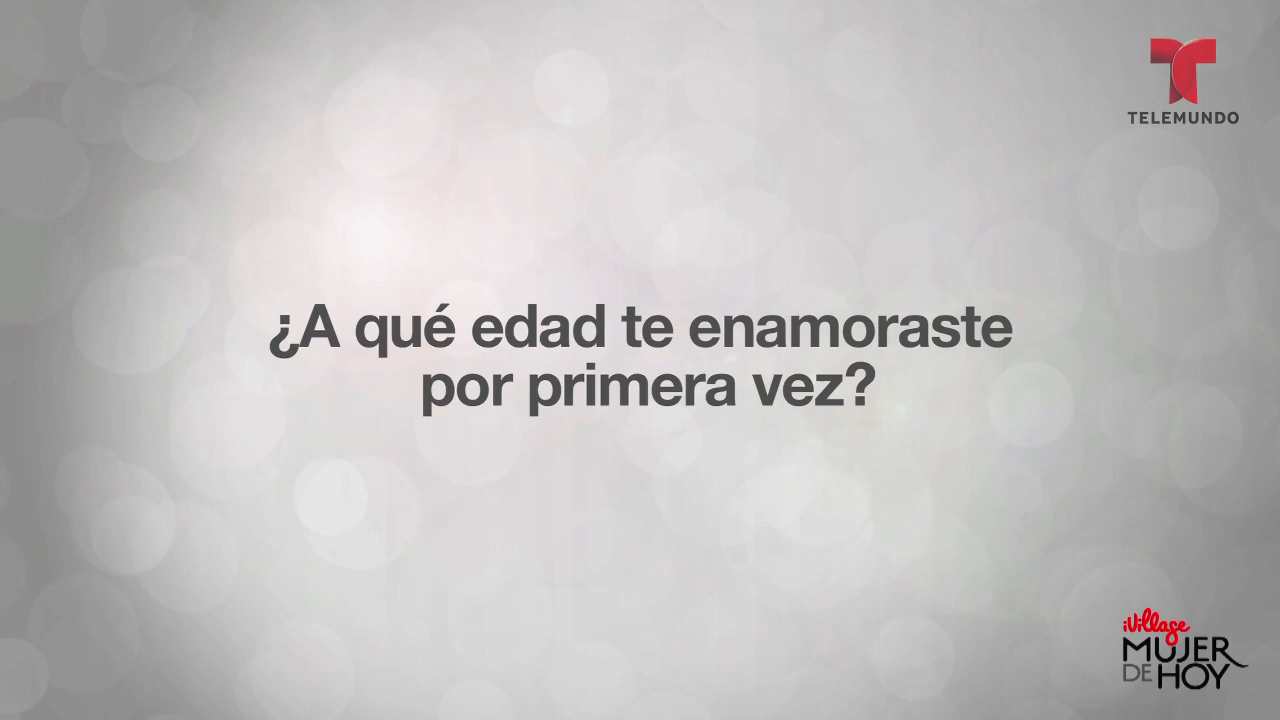 TELEMUNDO
¿A qué edad te enamoraste
por primera vez?
iVillage
MUJER
DE HOY